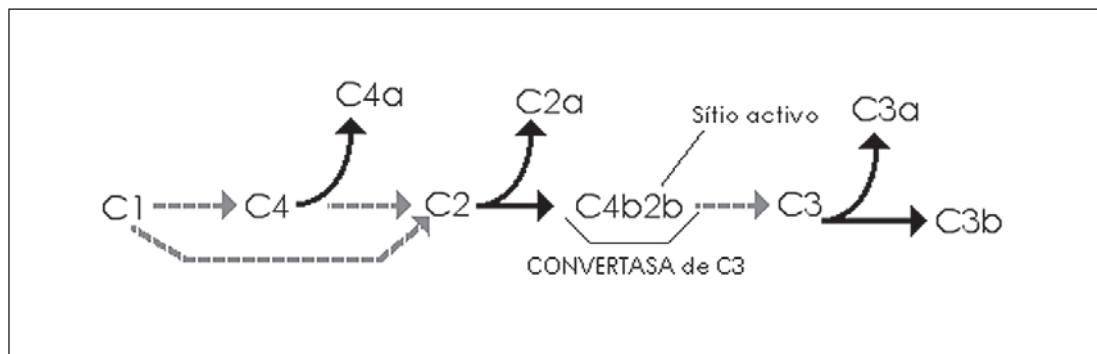 C4a
C2a
Sítio activo
C3a
C1
C4
C2
C4b2b
C3
C3b
CONVERTASA de C3